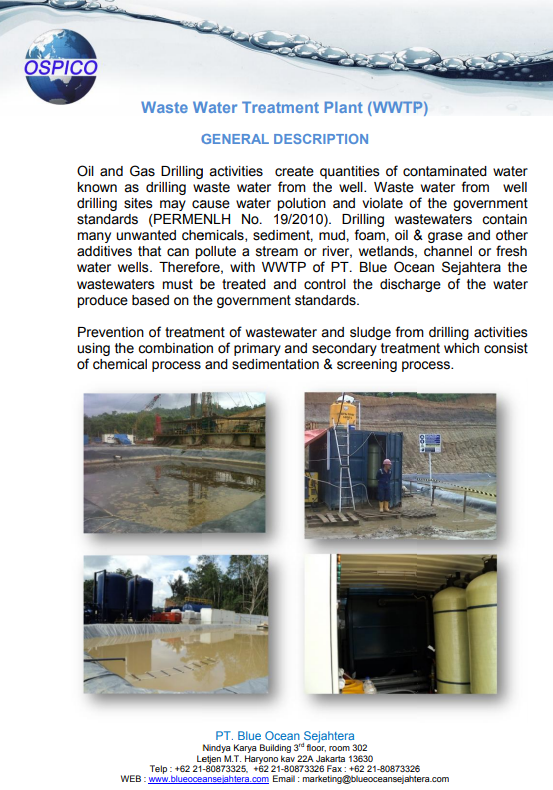 OSPICO
Waste Water Treatment Plant (WWTP)
GENERAL DESCRIPTION
Oil and Gas Drilling activities create quantities of contaminated water
known as drilling waste water from the well. Waste water from well
drilling sites may cause water polution and violate of the government
standards (PERMENLH No. 19/2010). Drilling wastewaters contain
many unwanted chemicals, sediment, mud, foam, oil & grase and other
additives that can pollute a stream or river, wetlands, channel or fresh
water wells. Therefore, with WWTP of PT. Blue Ocean Sejahtera the
wastewaters must be treated and control the discharge of the water
produce based on the government standards.
Prevention of treatment of wastewater and sludge from drilling activities
using the combination of primary and secondary treatment which consist
of chemical process and sedimentation & screening process.
PT. Blue Ocean Sejahtera
Nindya Karya Building 3rd floor, room 302
Letjen M.T. Haryono kav 22A Jakarta 13630
Telp : +62 21-80873325, +62 21-80873326 Fax : +62 21-80873326
WEB : www.blueoceansejahtera.com Email : marketing@blueoceansejahtera.com